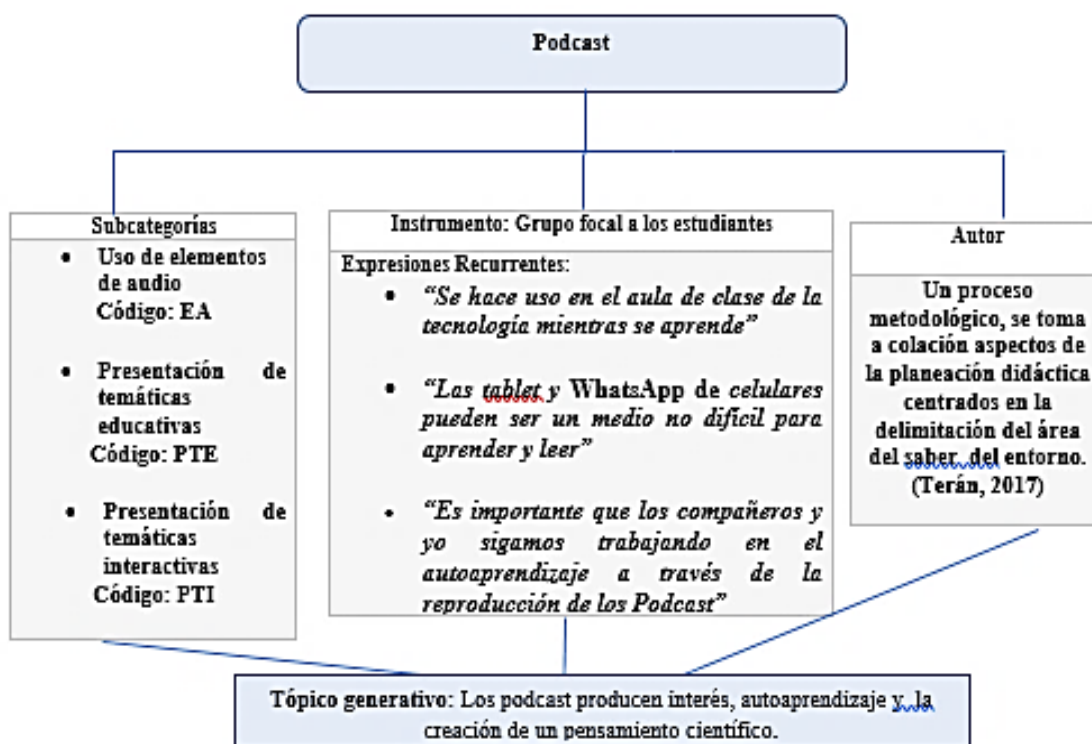 Podcast
Subcategorías
• Uso de elementos
de audio
Código: EA
• Presentación de
temáticas
educativas
Código: PTE
• Presentación de
temáticas
interactivas
Código: PTI
Instrumento: Grupo focal a los estudiantes
Expresiones Recurrentes:
• “Se hace uso en el aula de clase de la
tecnología mientras se aprende”
• “Las tablet y WhatsApp de celulares
pueden ser un medio no difícil para
aprender y leer”
• “Es importante que los compañeros y
yo sigamos trabajando en el
autoaprendizaje a través de la
reproducción de los Podcast”
Autor
Un proceso
metodológico, se toma
a colación aspectos de
la planeación didáctica
centrados en la
delimitación del área
del saber, del entorno.
(Terán, 2017)
Tópico generativo: Los podcast producen interés, autoaprendizaje y, la
creación de un pensamiento científico.